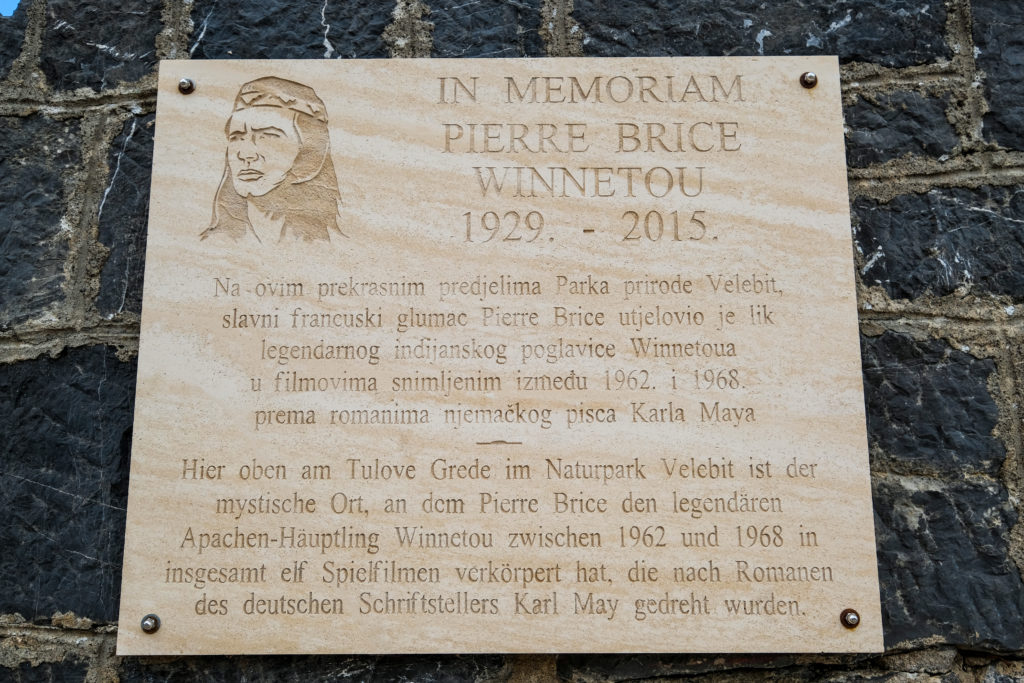 IN MEMORIAM
PIERRE BRICE
WINNETOU
1929. - 2015.
Na ovim prekrasnim predjelima Parka prirode Velebit,
slavni francuski glumac Pierre Brice utjelovio je lik
legendarnog indijanskog poglavice Winnetoua
u filmovima snimljenim između 1962. i 1968.
prema romanima njemačkog pisca Karla Maya
Hier oben am Tulove Grede im Naturpark Velebit ist der
mystische Ort, an dem Pierre Brice den legendären
Apachen-Häuptling Winnetou zwischen 1962 und 1968 in
insgesamt elf Spielfilmen verkörpert hat, die nach Romanen
des deutschen Schriftstellers Karl May gedreht wurden.